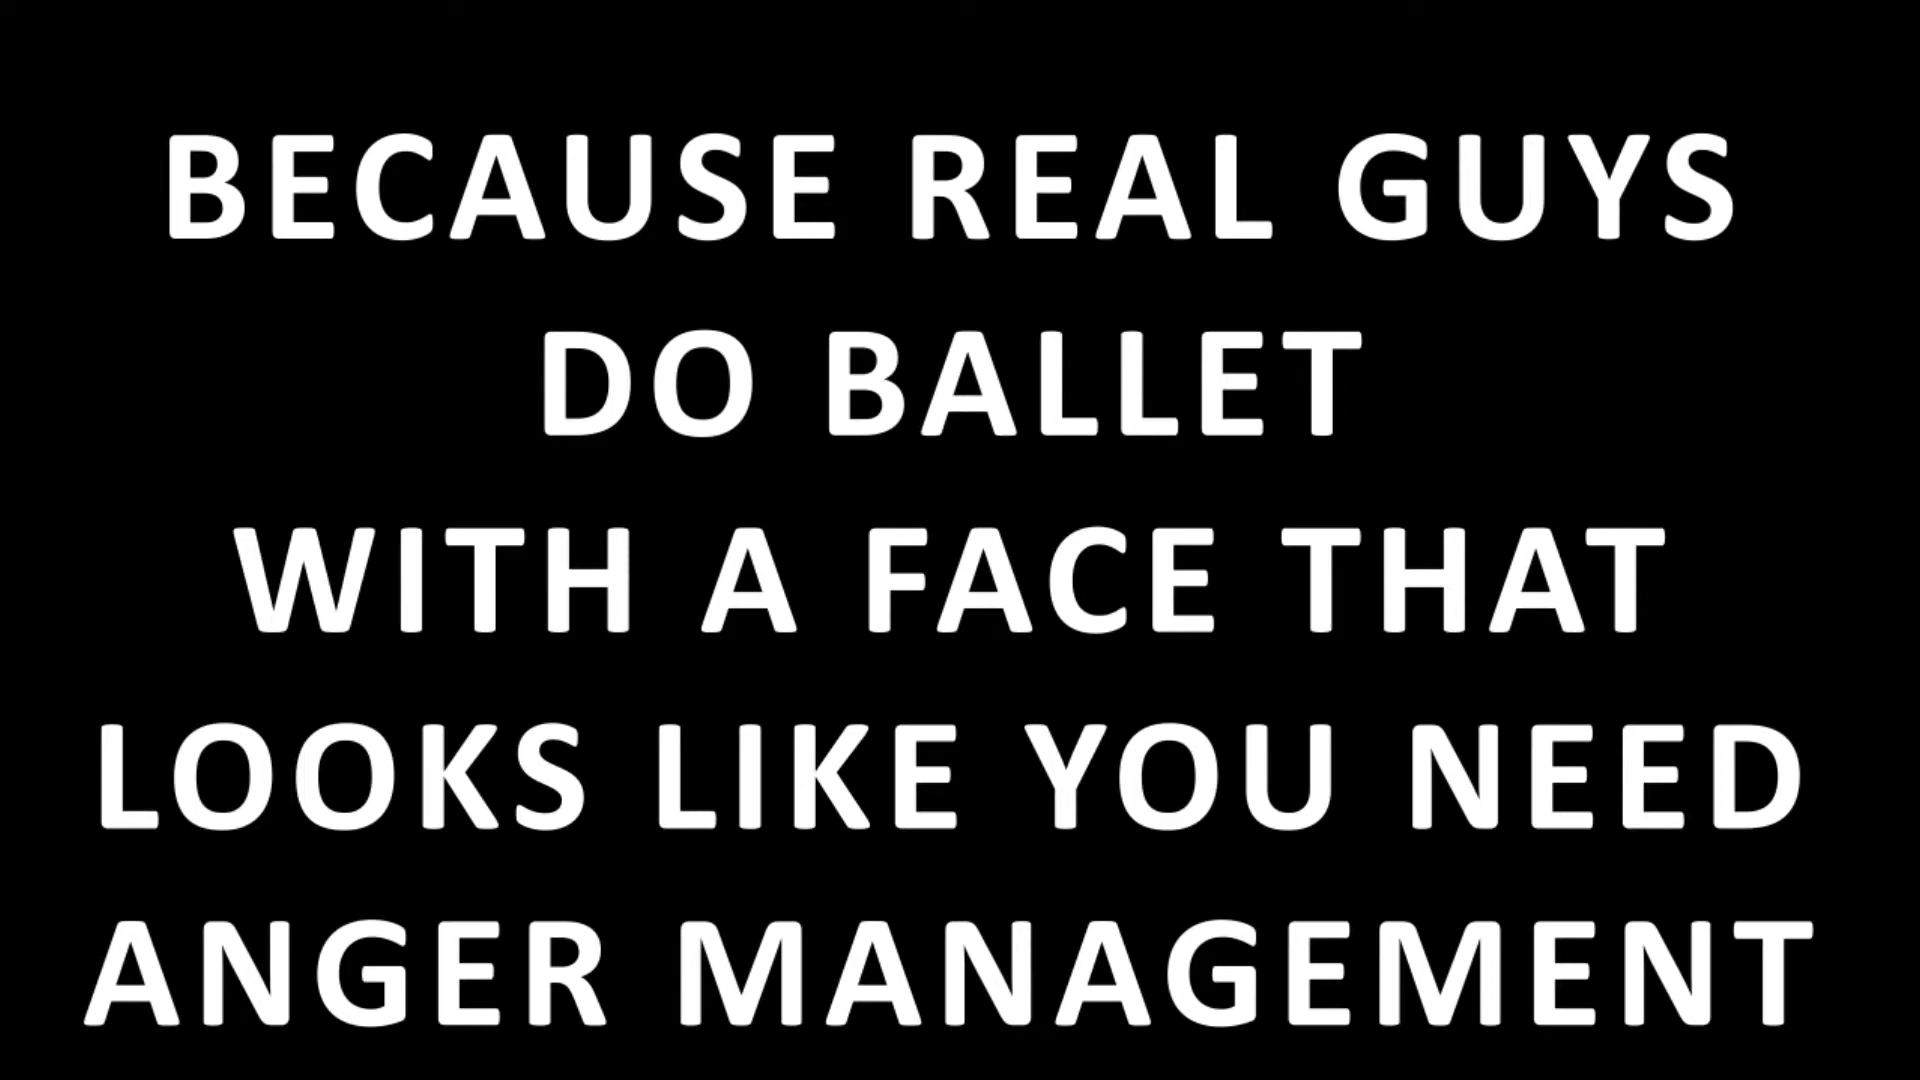 BECAUSE REAL GUYS
DO BALLET
WITH A FACE THAT
LOOKS LIKE YOU NEED
ANGER MANAGEMENT